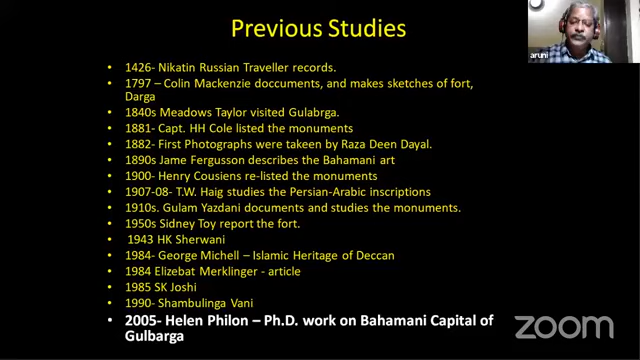 Previous Studies
aruni
• 1426- Nikatin Russian Traveller records.
• 1797 – Colin Mackenzie doccuments, and makes sketches of fort,
Darga
• 1840s Meadows Taylor visited Gulabrga.
• 1881- Capt. HH Cole listed the monuments
• 1882- First Photographs were takeen by Raza Deen Dayal.
• 1890s Jame Fergusson describes the Bahamani art
• 1900- Henry Cousiens re-listed the monuments
• 1907-08- T.W. Haig studies the Persian-Arabic inscriptions
• 1910s. Gulam Yazdani documents and studies the monuments.
• 1950s Sidney Toy report the fort.
• 1943 HK Sherwani
• 1984- George Michell – Islamic Heritage of Deccan
• 1984 Elizebat Merklinger - article
• 1985 SK Joshi
• 1990- Shambulinga Vani
• 2005- Helen Philon – Ph.D. work on Bahamani Capital of
Gulbarga
ZOOM